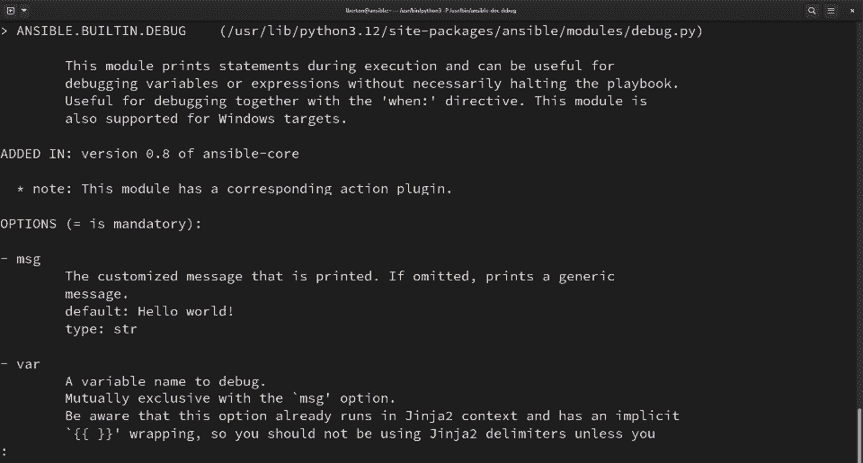 > ANSIBLE.BUILTIN.DEBUG    (/usr/lib/python3.12/site-packages/ansible/modules/debug.py)
This module prints statements during execution and can be useful for
debugging variables or expressions without necessarily halting the playbook.
Useful for debugging together with the 'when:' directive. This module is
also supported for Windows targets.
ADDED IN: version 0.8 of ansible-core
* note: This module has a corresponding action plugin.
OPTIONS (= is mandatory):
- msg
The customized message that is printed. If omitted, prints a generic
message.
default: Hello world!
type: str
- var
A variable name to debug.
Mutually exclusive with the `msg' option.
Be aware that this option already runs in Jinja2 context and has an implicit
`{{ }}' wrapping, so you should not be using Jinja2 delimiters unless you
: